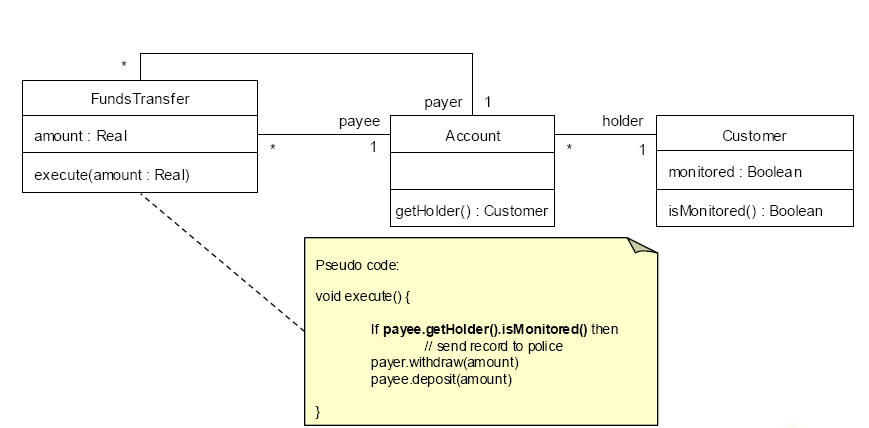 *
FundsTransfer
amount : Real
execute(amount : Real)
payer 1
payee
* 1
Account
getHolder() : Customer
holder
* 1
Customer
monitored : Boolean
isMonitored() : Boolean
Pseudo code:
void execute() {
If payee.getHolder().isMonitored() then
// send record to police
payer.withdraw(amount)
payee.deposit(amount)
}